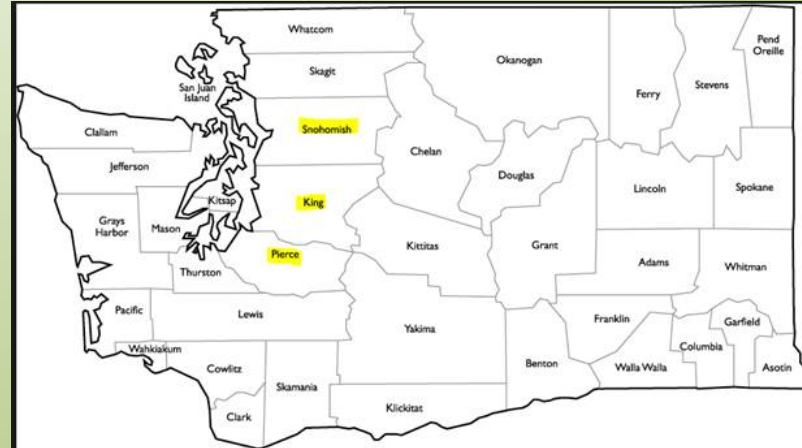 Whatcom
Pend
Oreille
Okanogan
Skagit
San Juan
Island
Ferry
Stevens
Snohomish
Clallam
Chelan
Jefferson
Douglas
Lincoln
Spokane
Kitsap
King
Grays
Harbor
Mason
Kittitas
Grant
Pierce
Adams
Whitman
Thurston
Pacific
Lewis
Yakima
Franklin
Garfield
Wahkiakum
Columbia
Cowlitz
Benton
Walla Walla
Asotin
Skamania
Klickitat
Clark